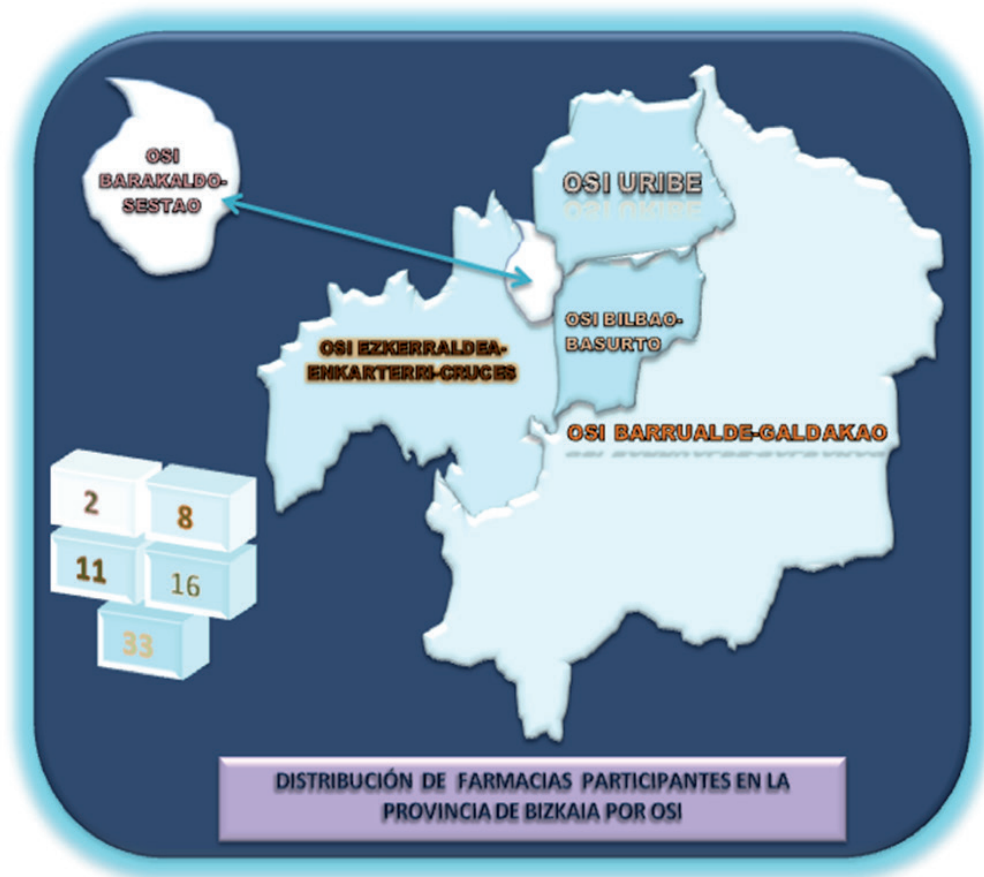 OSI
BARAKALDO-
SESTAO
OSI URIBE
OSI BILBAO-
BASURTO
OSI EZKERRALDEA-
ENKARTERRI-CRUCES
OSI BARRUALDE-GALDAKAO
2
8
11
16
33
DISTRIBUCIÓN DE FARMACIAS PARTICIPANTES EN LA
PROVINCIA DE BIZKAIA POR OSI